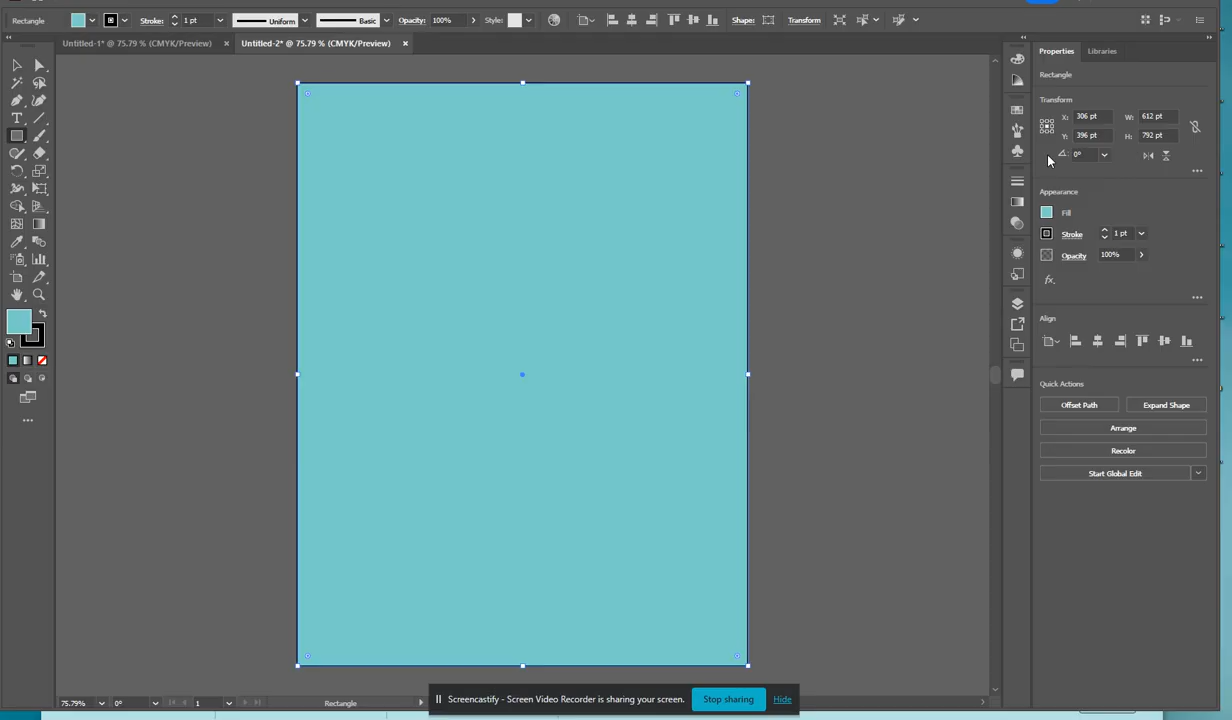 Rectangle Stroke: 1 pt Uniform Basic Opacity: 100% Style: Shape: Transform
Untitled-1* @ 75.79 % (CMYK/Preview) × Untitled-2* @ 75.79 % (CMYK/Preview) ×
Properties Libraries
Rectangle
Transform
X: 306 pt W: 612 pt
Y: 396 pt H: 792 pt
0°
Appearance
Fill
Stroke 1 pt
Opacity 100%
fx.
Align
Quick Actions
Offset Path Expand Shape
Arrange
Recolor
Start Global Edit
75.79% 0° 1 Rectangle
Screencastify - Screen Video Recorder is sharing your screen. Stop sharing Hide